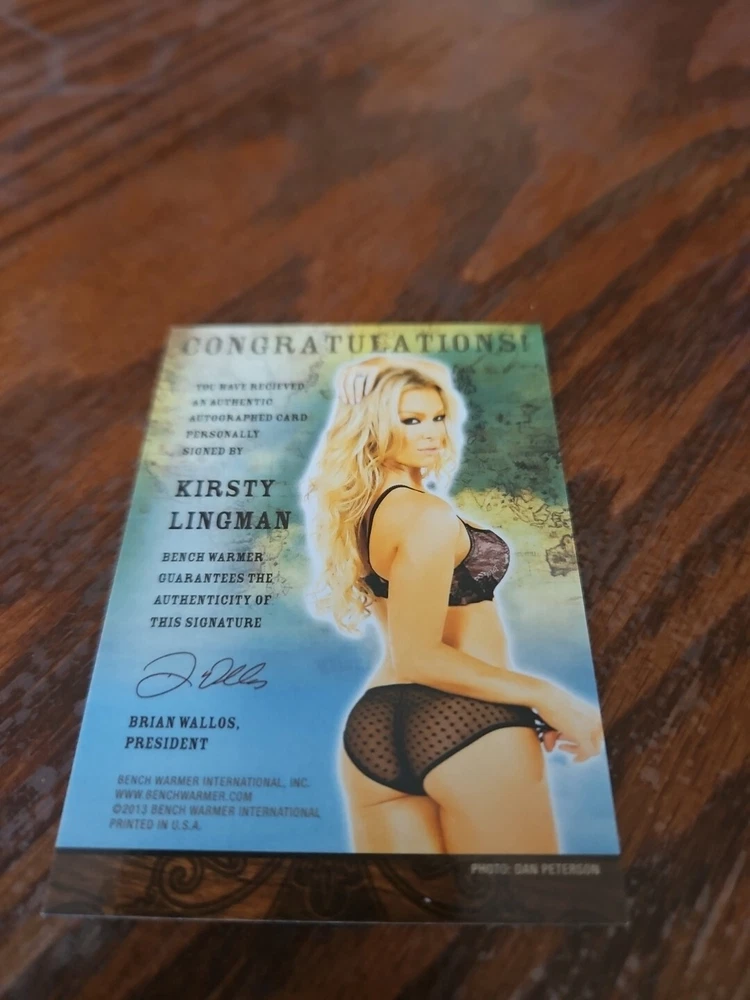 CONGRATULATIONS!
YOU HAVE RECIEVED
AN AUTHENTIC
AUTOGRAPHED CARD
PERSONALLY
SIGNED BY
KIRSTY
LINGMAN
BENCH WARMER
GUARANTEES THE
AUTHENTICITY OF
THIS SIGNATURE
BRIAN WALLOS,
PRESIDENT
BENCH WARMER INTERNATIONAL, INC.
WWW.BENCHWARMER.COM
©2013 BENCH WARMER INTERNATIONAL
PRINTED IN U.S.A.
PHOTO: DAN PETERSON